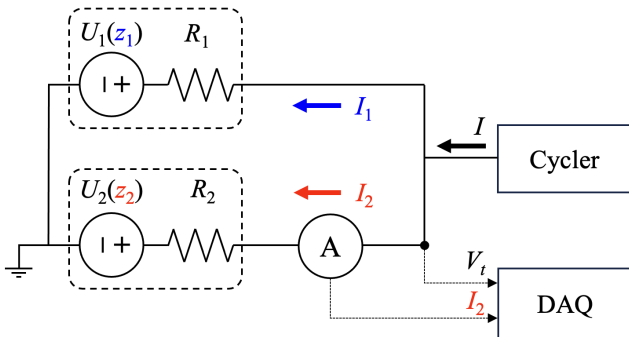 U₁(z₁) R₁
I₁
I
Cycler
U₂(z₂) R₂
I₂
A
Vₜ
I₂
DAQ